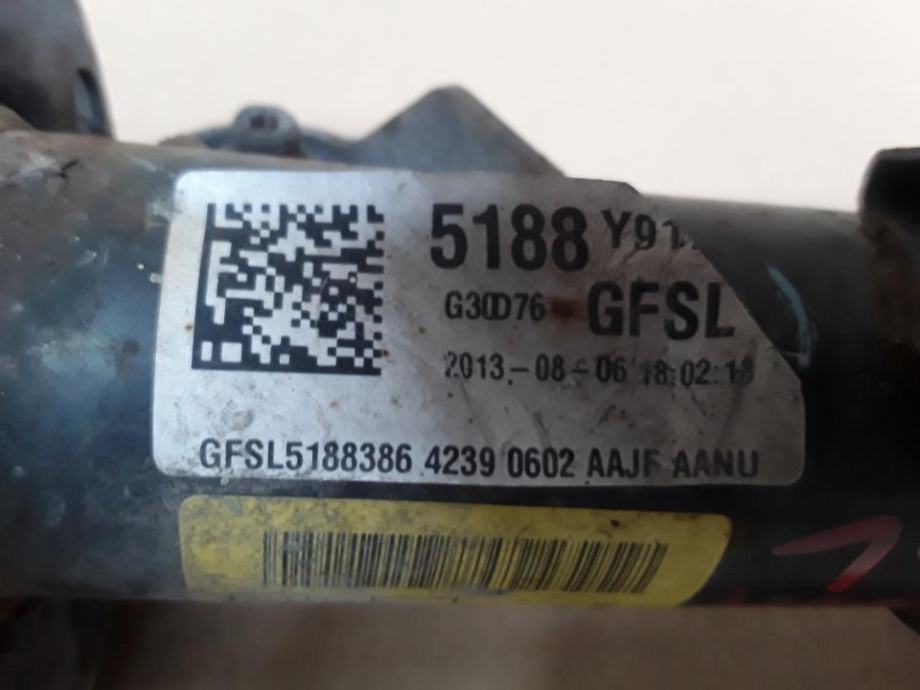 5188
G30D76 GFSL
2013-08-06 18:02:18
GFSL5188386 4239 0602 AAJF AANU